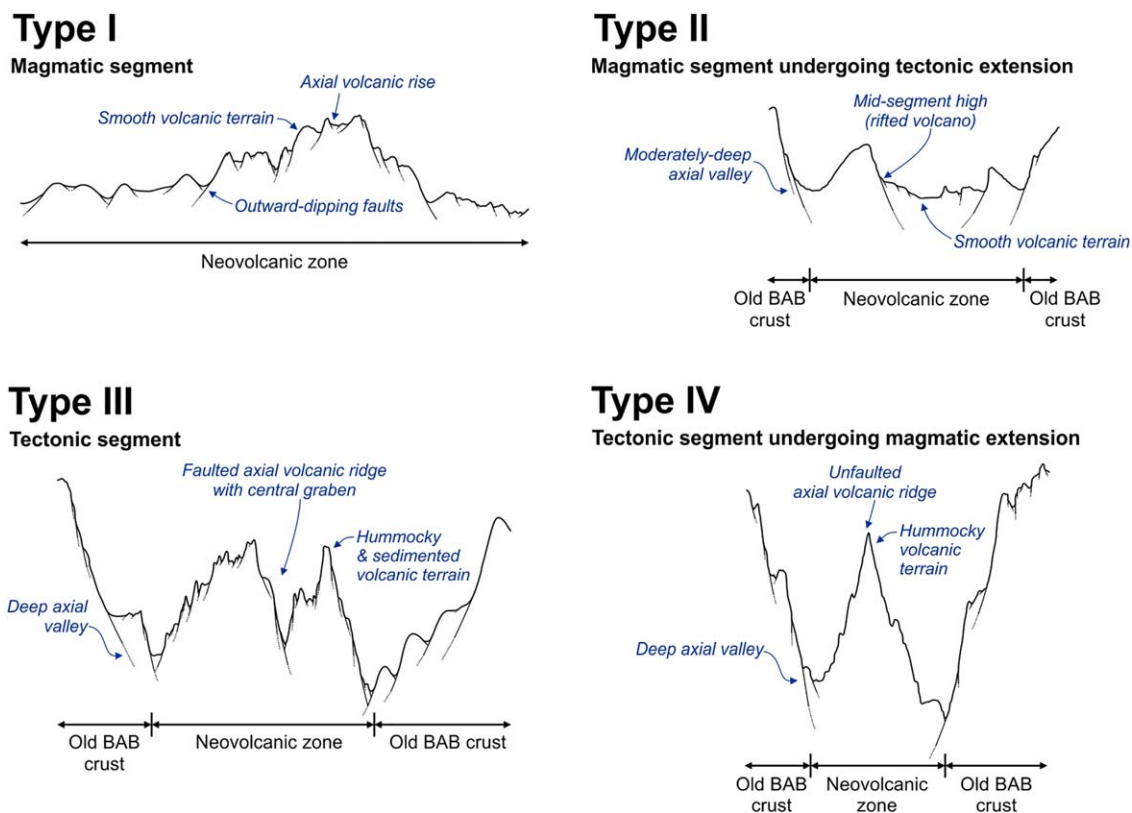 Type I
Magmatic segment
Axial volcanic rise
Smooth volcanic terrain
Outward-dipping faults
Neovolcanic zone
Type II
Magmatic segment undergoing tectonic extension
Mid-segment high
(rifted volcano)
Moderately-deep
axial valley
Smooth volcanic terrain
Old BAB
crust
Neovolcanic zone
Old BAB
crust
Type III
Tectonic segment
Faulted axial volcanic ridge
with central graben
Hummocky
& sedimented
volcanic terrain
Deep axial
valley
Old BAB
crust
Neovolcanic zone
Old BAB crust
Type IV
Tectonic segment undergoing magmatic extension
Unfaulted
axial volcanic ridge
Hummocky
volcanic
terrain
Deep axial valley
Old BAB
crust
Neovolcanic
zone
Old BAB
crust